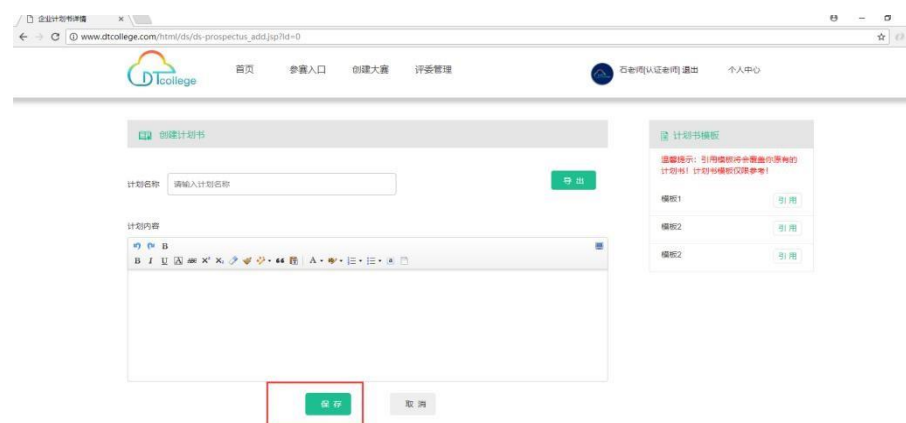 企业计划书详情
www.dtcollege.com/html/ds/ds-prospectus_add.jsp?id=0
DTcollege
首页 参赛入口 创建大赛 评委管理
石老师[认证老师] 退出 个人中心
创建计划书
计划书模板
温馨提示：引用模板将会覆盖你原有的
计划书！计划书模板仅限参考！
计划名称 请输入计划名称
导 出
模板1 引 用
计划内容
模板2 引 用
模板2 引 用
保 存 取 消